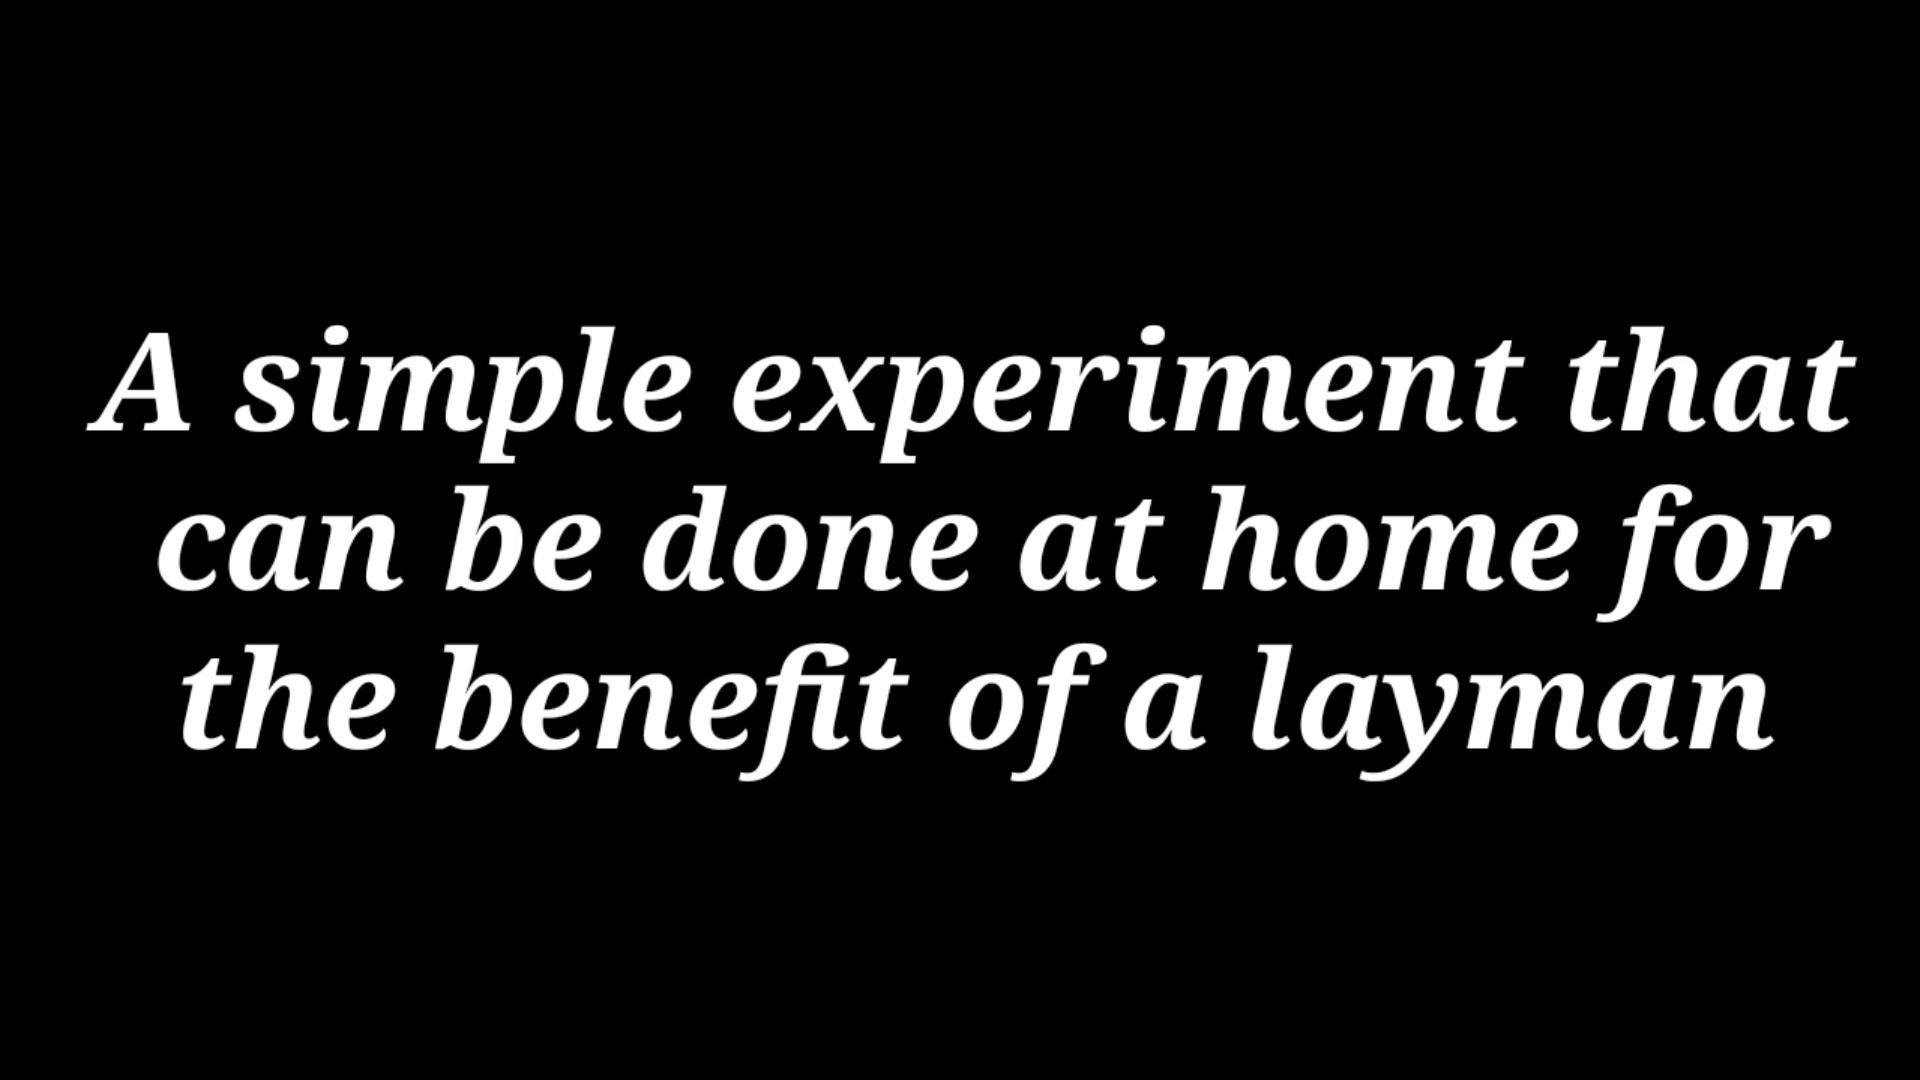 A simple experiment that
can be done at home for
the benefit of a layman